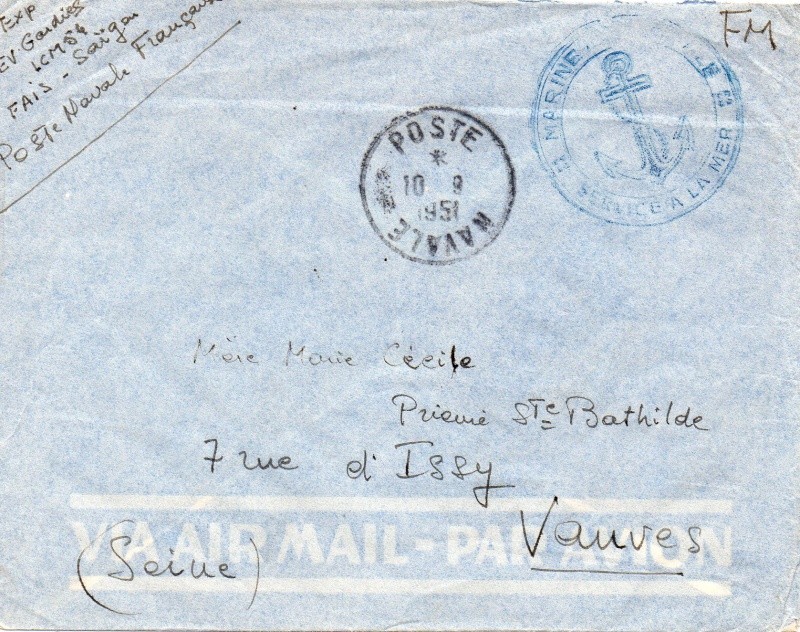 Exp
EV. Gardies
LCM 54
FAIS - Saïgon
Poste Navale Française
FM
MARINE
SERVICE A LA MER
POSTE
*
10 9
1951
NAVALE
Mère Marie Cécile
Prieuré Ste Bathilde
7 rue d'Issy
Vanves
(Seine)
VIA AIR MAIL - PAR AVION